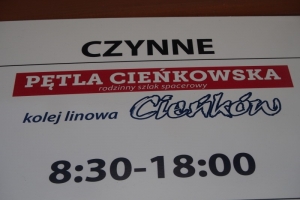 CZYNNE
PĘTLA CIEŃKOWSKA
rodzinny szlak spacerowy
kolej linowa Cieńków
8:30-18:00